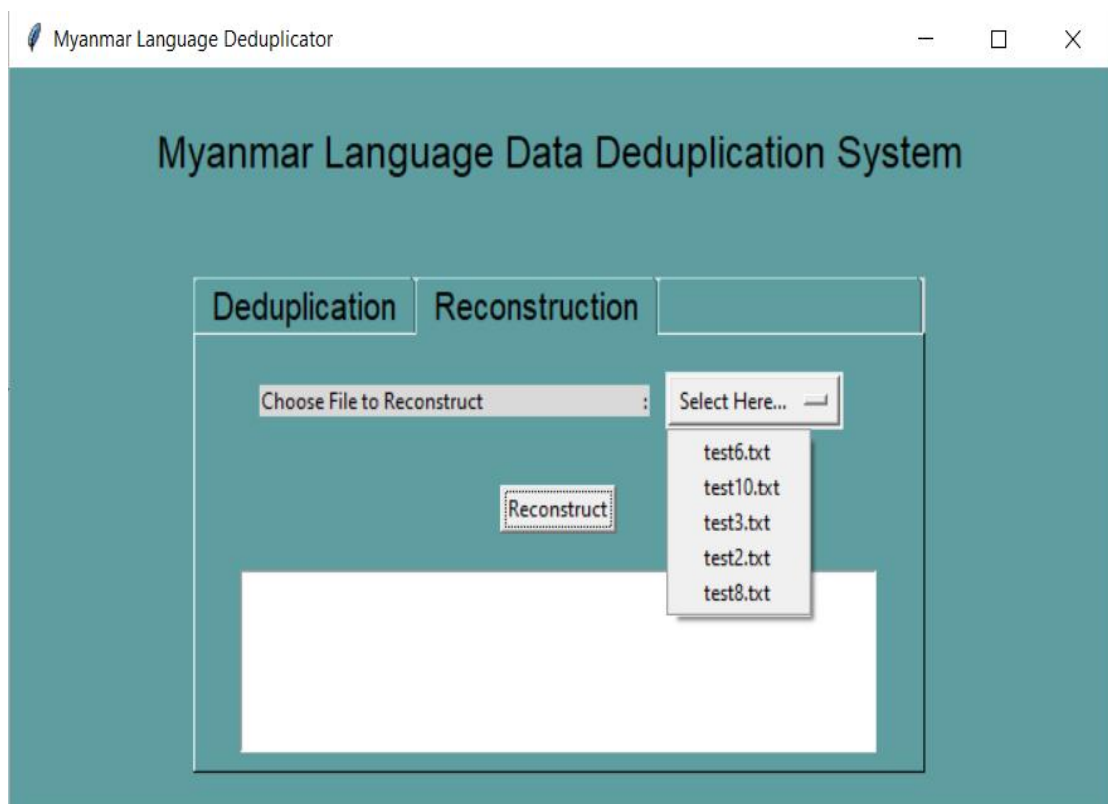 Myanmar Language Deduplicator
Myanmar Language Data Deduplication System
Deduplication Reconstruction
Choose File to Reconstruct : Select Here...
test6.txt
test10.txt
Reconstruct
test3.txt
test2.txt
test8.txt